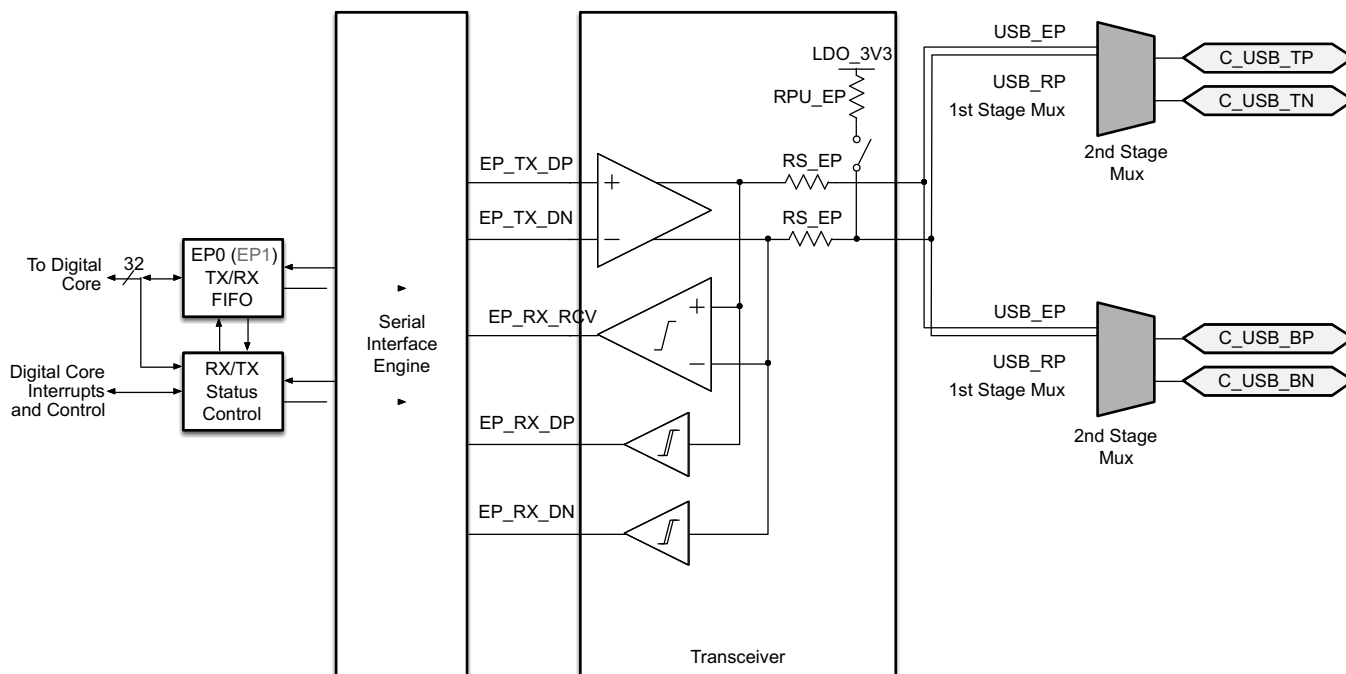 To Digital
Core
32
EP0 (EP1)
TX/RX
FIFO
Digital Core
Interrupts
and Control
RX/TX
Status
Control
Serial
Interface
Engine
EP_TX_DP
EP_TX_DN
EP_RX_RCV
EP_RX_DP
EP_RX_DN
+
−
+
−
LDO_3V3
RPU_EP
RS_EP
RS_EP
Transceiver
USB_EP
USB_RP
1st Stage Mux
2nd Stage
Mux
C_USB_TP
C_USB_TN
USB_EP
USB_RP
1st Stage Mux
2nd Stage
Mux
C_USB_BP
C_USB_BN